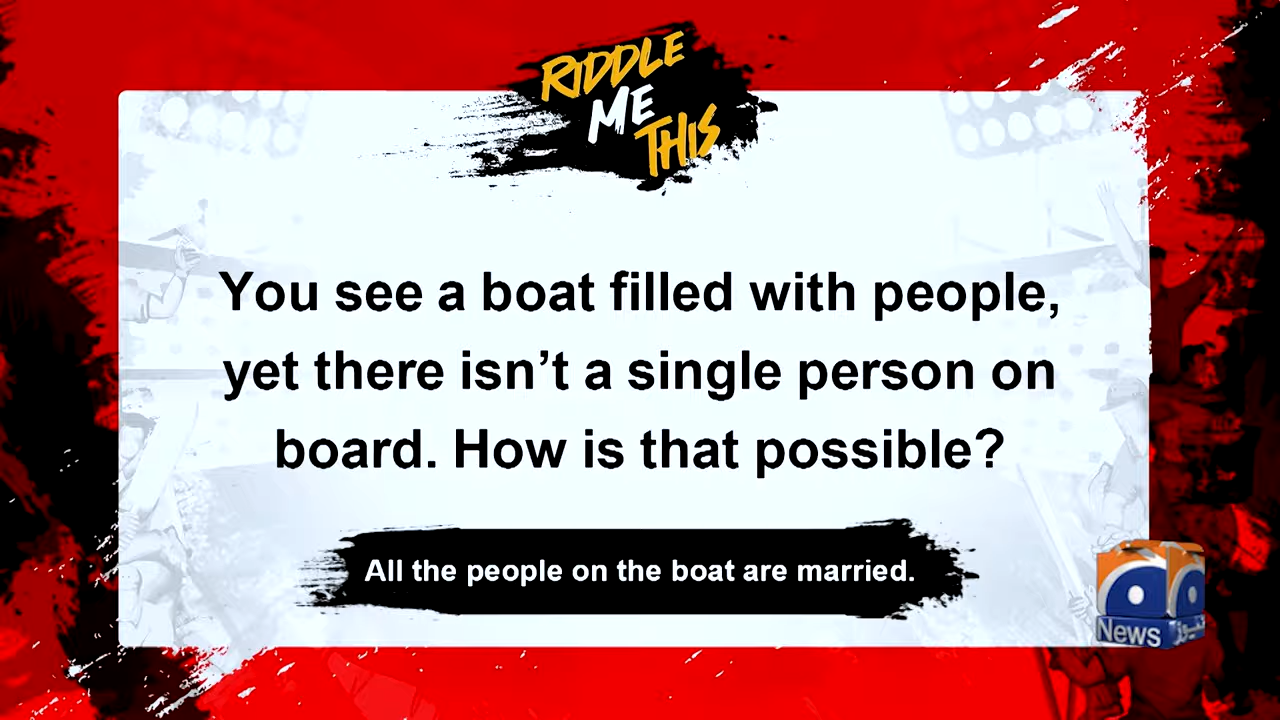 RIDDLE
ME
THIS
You see a boat filled with people,
yet there isn’t a single person on
board. How is that possible?
All the people on the boat are married.
News نیوز